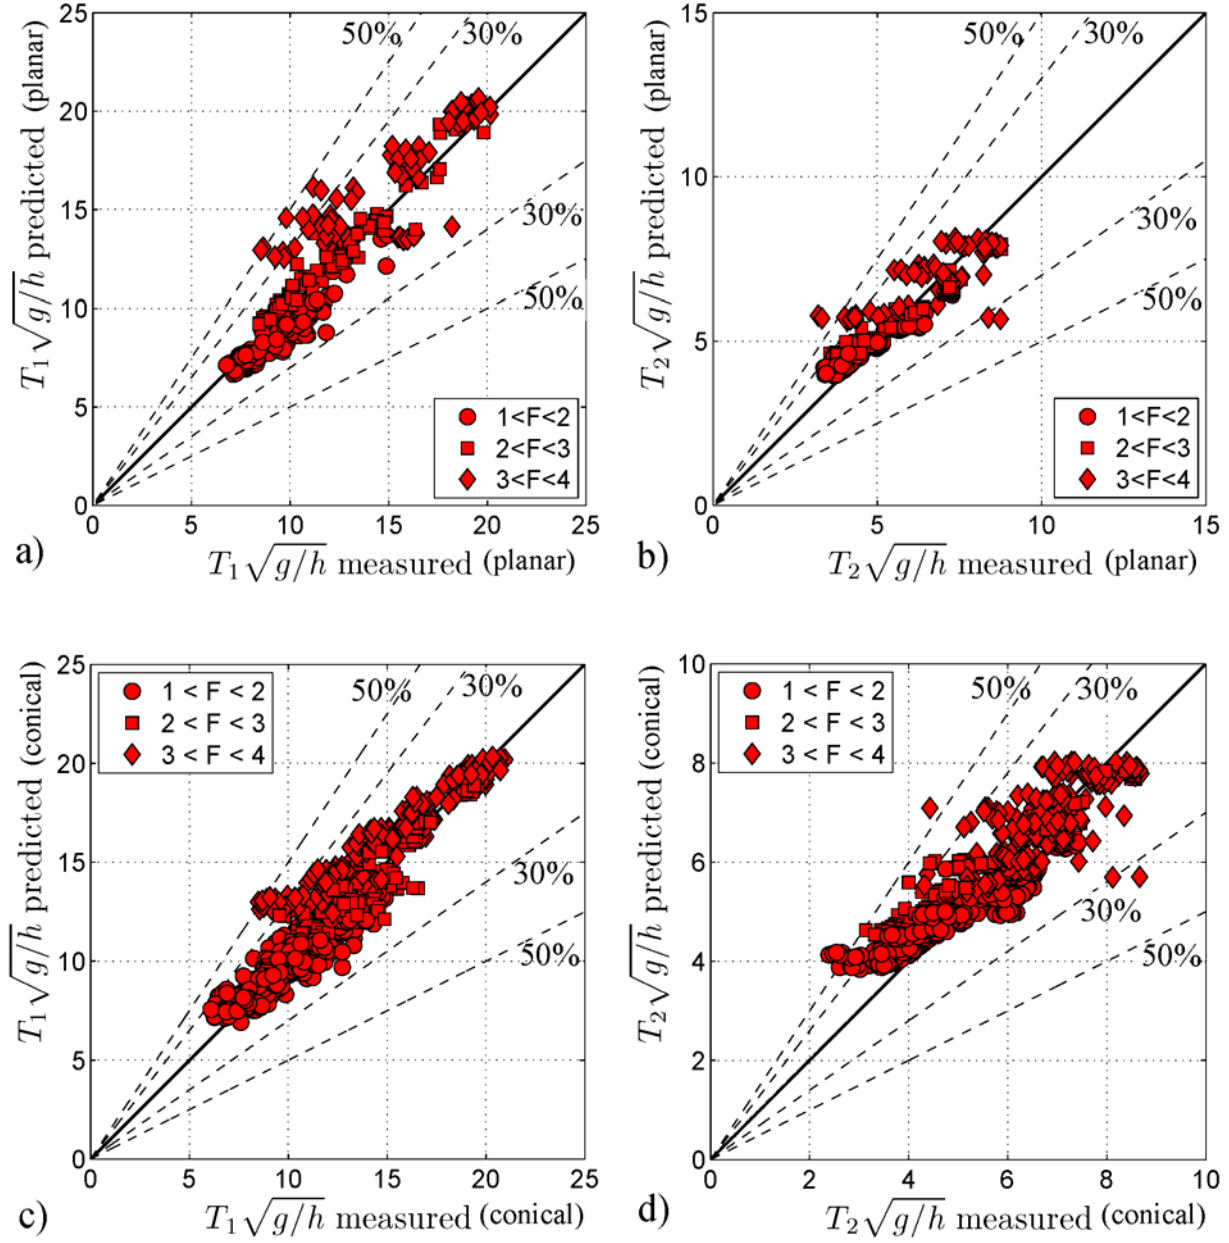 25
20
15
10
5
0
0 5 10 15 20 25
50% 30%
30%
50%
1<F<2
2<F<3
3<F<4
T₁√g/h predicted (planar)
a) T₁√g/h measured (planar)
15
10
5
0
0 5 10 15
50% 30%
30%
50%
1<F<2
2<F<3
3<F<4
T₂√g/h predicted (planar)
b) T₂√g/h measured (planar)
25
20
15
10
5
0
0 5 10 15 20 25
1 < F < 2
2 < F < 3
3 < F < 4
50% 30%
30%
50%
T₁√g/h predicted (conical)
c) T₁√g/h measured (conical)
10
8
6
4
2
0
0 2 4 6 8 10
1 < F < 2
2 < F < 3
3 < F < 4
50% 30%
30%
50%
T₂√g/h predicted (conical)
d) T₂√g/h measured (conical)